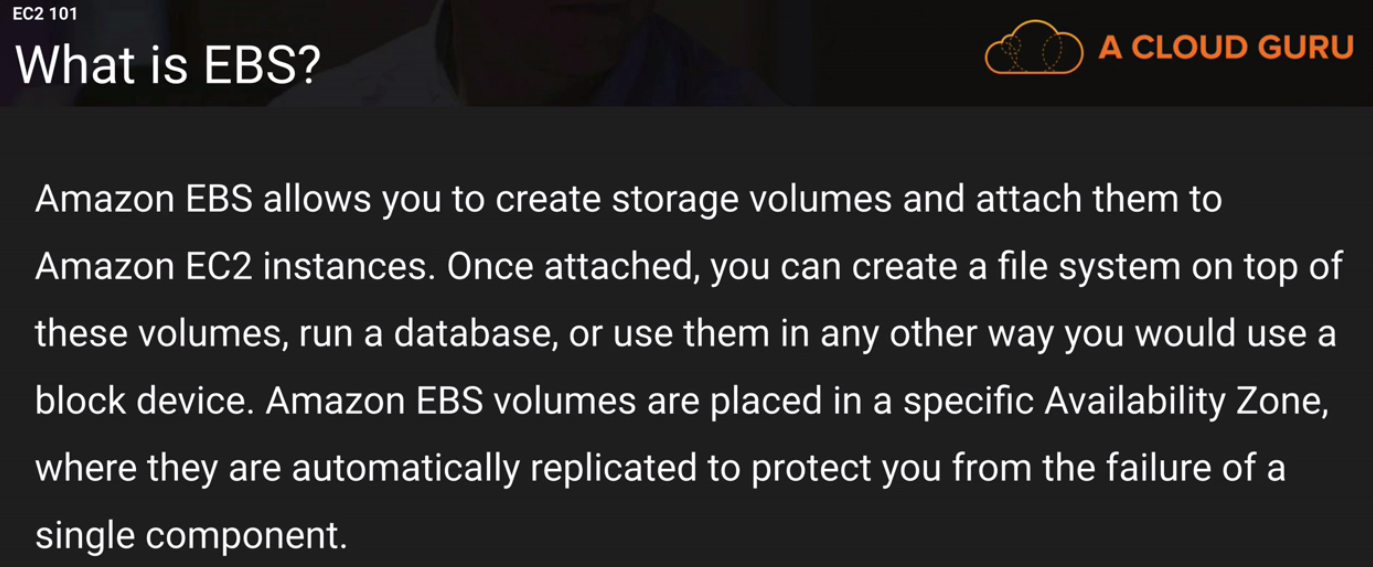 EC2 101
What is EBS?
A CLOUD GURU
Amazon EBS allows you to create storage volumes and attach them to
Amazon EC2 instances. Once attached, you can create a file system on top of
these volumes, run a database, or use them in any other way you would use a
block device. Amazon EBS volumes are placed in a specific Availability Zone,
where they are automatically replicated to protect you from the failure of a
single component.